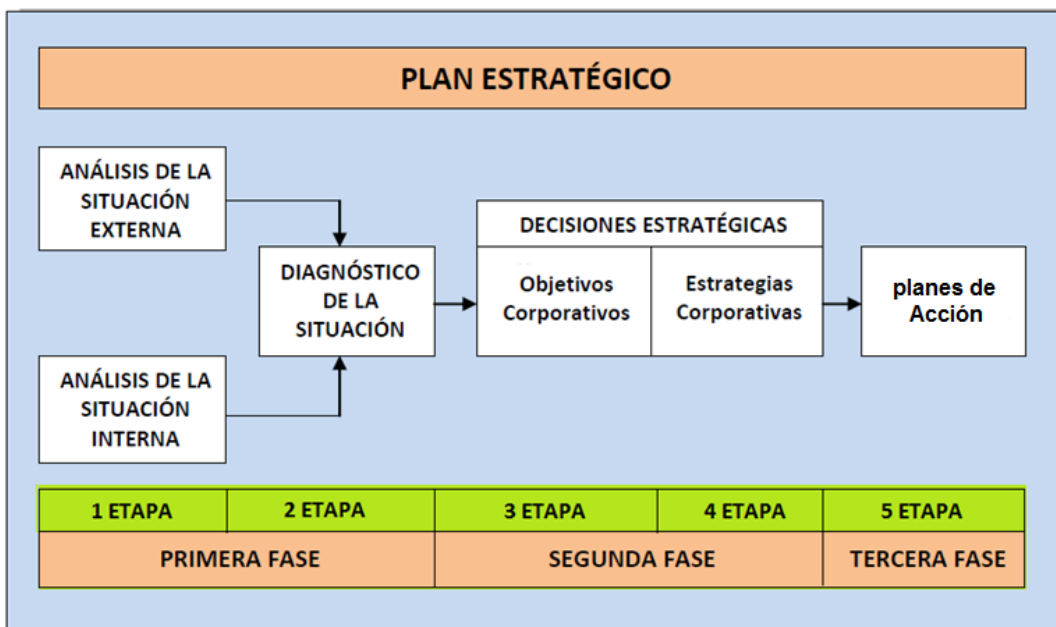 PLAN ESTRATÉGICO
ANÁLISIS DE LA
SITUACIÓN
EXTERNA
DIAGNÓSTICO
DE LA
SITUACIÓN
ANÁLISIS DE LA
SITUACIÓN
INTERNA
DECISIONES ESTRATÉGICAS
Objetivos
Corporativos
Estrategias
Corporativas
planes de
Acción
1 ETAPA
2 ETAPA
3 ETAPA
4 ETAPA
5 ETAPA
PRIMERA FASE
SEGUNDA FASE
TERCERA FASE